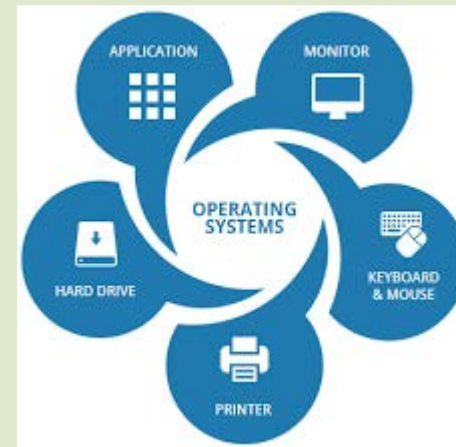 APPLICATION
MONITOR
OPERATING
SYSTEMS
HARD DRIVE
KEYBOARD
& MOUSE
PRINTER